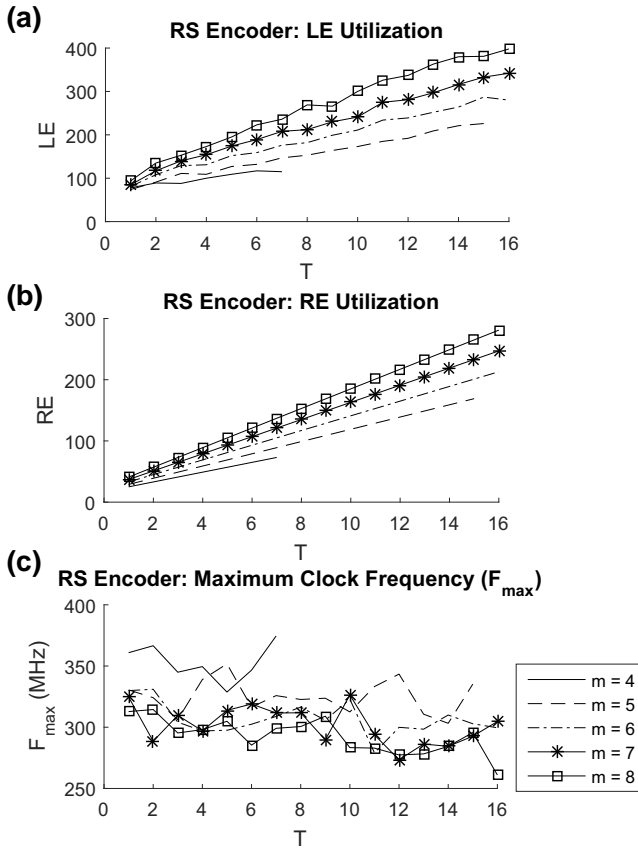 (a)
RS Encoder: LE Utilization
400
300
200
100
0
LE
0 2 4 6 8 10 12 14 16
T
(b)
RS Encoder: RE Utilization
300
200
100
0
RE
0 2 4 6 8 10 12 14 16
T
(c)
RS Encoder: Maximum Clock Frequency (F_max)
400
350
300
250
F_max (MHz)
0 2 4 6 8 10 12 14 16
T
m = 4
m = 5
m = 6
m = 7
m = 8